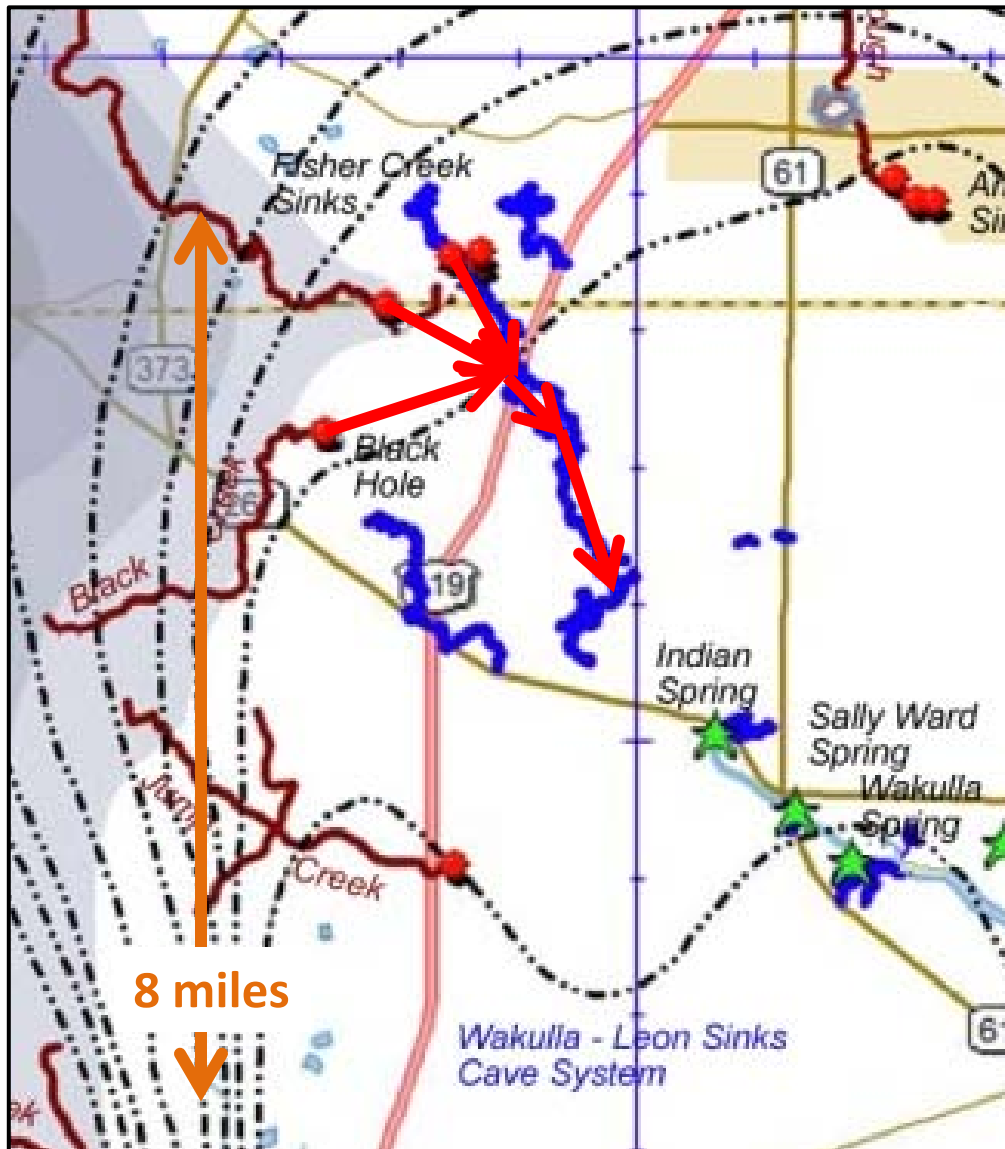 Fisher Creek
Sinks
61
373
Black
Hole
Black
19
Indian
Spring
Sally Ward
Spring
Wakulla
Spring
Creek
8 miles
Wakulla - Leon Sinks
Cave System